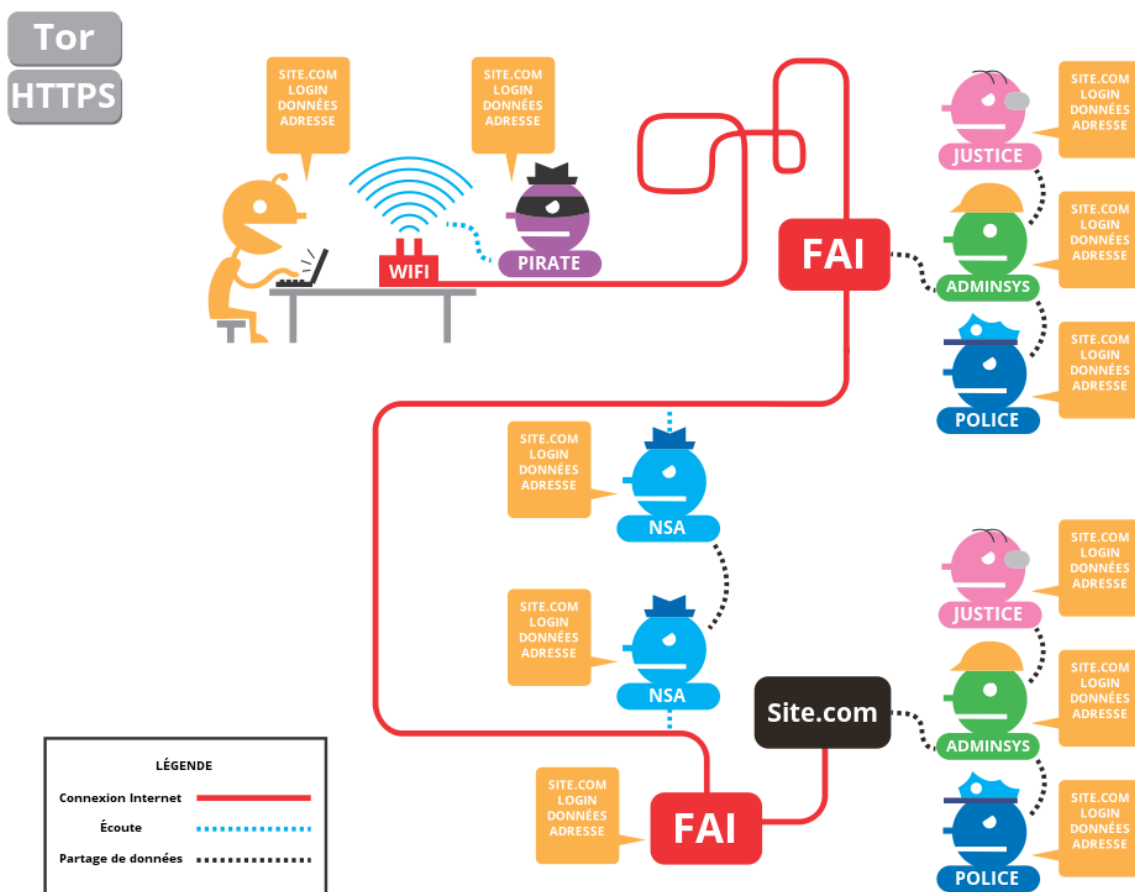 Tor
HTTPS
SITE.COM
LOGIN
DONNÉES
ADRESSE
SITE.COM
LOGIN
DONNÉES
ADRESSE
WIFI
PIRATE
FAI
JUSTICE
SITE.COM
LOGIN
DONNÉES
ADRESSE
ADMINSYS
SITE.COM
LOGIN
DONNÉES
ADRESSE
POLICE
SITE.COM
LOGIN
DONNÉES
ADRESSE
SITE.COM
LOGIN
DONNÉES
ADRESSE
NSA
SITE.COM
LOGIN
DONNÉES
ADRESSE
NSA
JUSTICE
SITE.COM
LOGIN
DONNÉES
ADRESSE
Site.com
ADMINSYS
SITE.COM
LOGIN
DONNÉES
ADRESSE
SITE.COM
LOGIN
DONNÉES
ADRESSE
FAI
POLICE
SITE.COM
LOGIN
DONNÉES
ADRESSE
LÉGENDE
Connexion Internet
Écoute
Partage de données